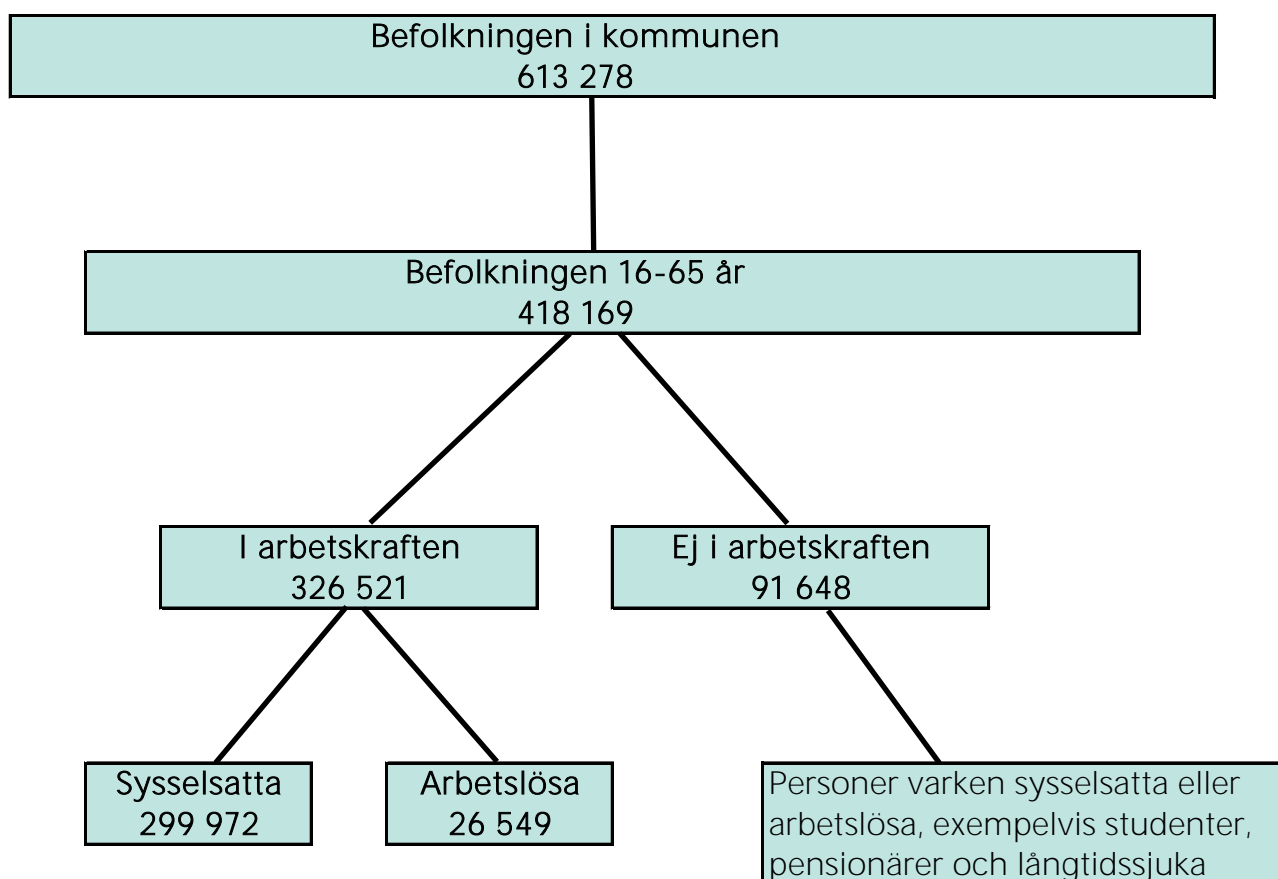 Befolkningen i kommunen
613 278
Befolkningen 16-65 år
418 169
I arbetskraften
326 521
Ej i arbetskraften
91 648
Sysselsatta
299 972
Arbetslösa
26 549
Personer varken sysselsatta eller
arbetslösa, exempelvis studenter,
pensionärer och långtidssjuka